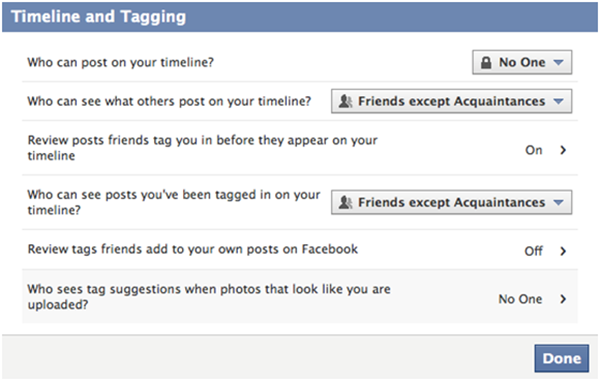 Timeline and Tagging
Who can post on your timeline?
No One
Who can see what others post on your timeline?
Friends except Acquaintances
Review posts friends tag you in before they appear on your
timeline
On
Who can see posts you've been tagged in on your
timeline?
Friends except Acquaintances
Review tags friends add to your own posts on Facebook
Off
Who sees tag suggestions when photos that look like you are
uploaded?
No One
Done